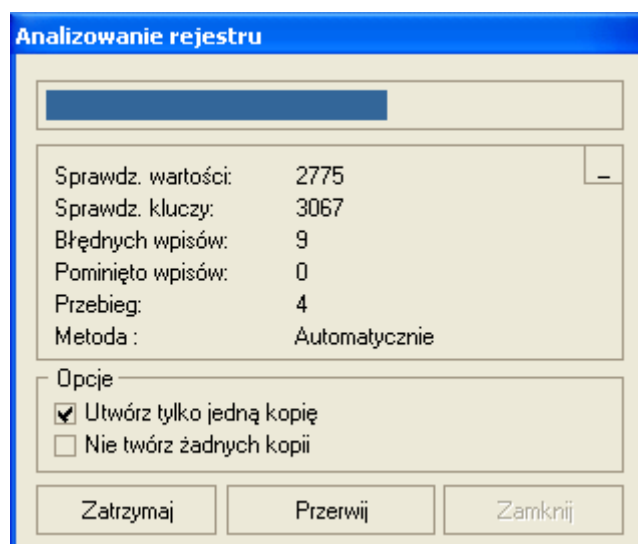 Analizowanie rejestru
Sprawdz. wartości: 2775
Sprawdz. kluczy: 3067
Błędnych wpisów: 9
Pominięto wpisów: 0
Przebieg: 4
Metoda : Automatycznie
Opcje
Utwórz tylko jedną kopię
Nie twórz żadnych kopii
Zatrzymaj Przerwij Zamknij